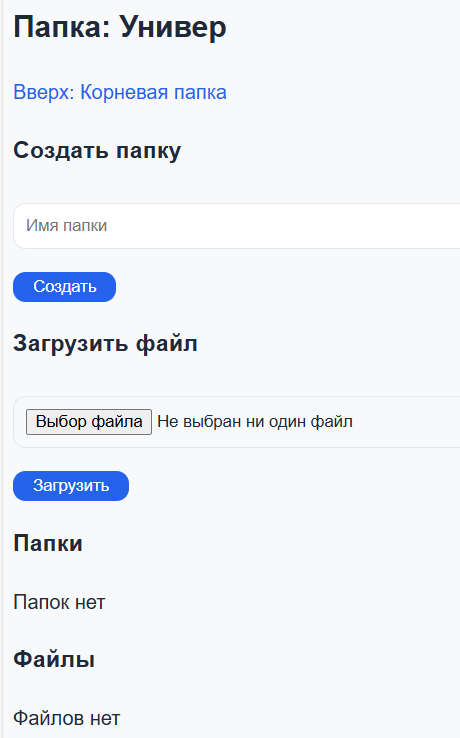 Папка: Универ
Вверх: Корневая папка
Создать папку
Имя папки
Создать
Загрузить файл
Выбор файла Не выбран ни один файл
Загрузить
Папки
Папок нет
Файлы
Файлов нет